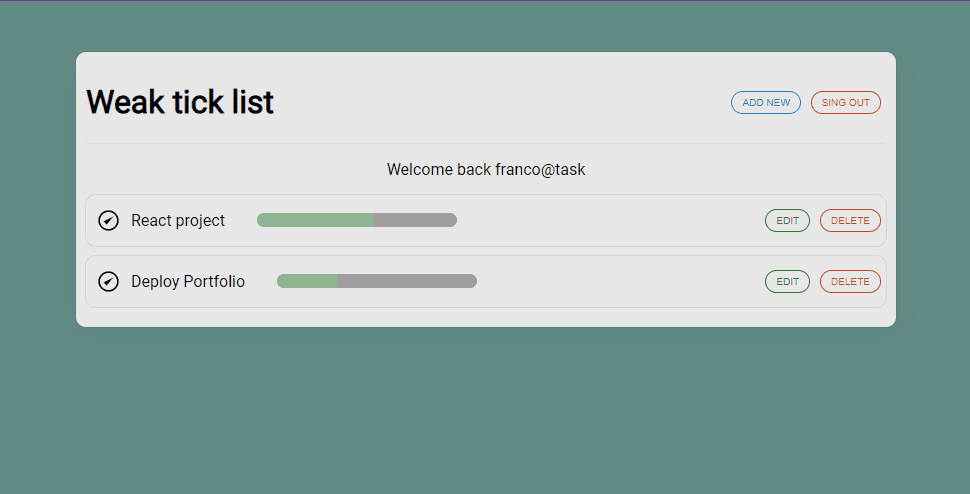 Weak tick list
ADD NEW SING OUT
Welcome back franco@task
React project EDIT DELETE
Deploy Portfolio EDIT DELETE